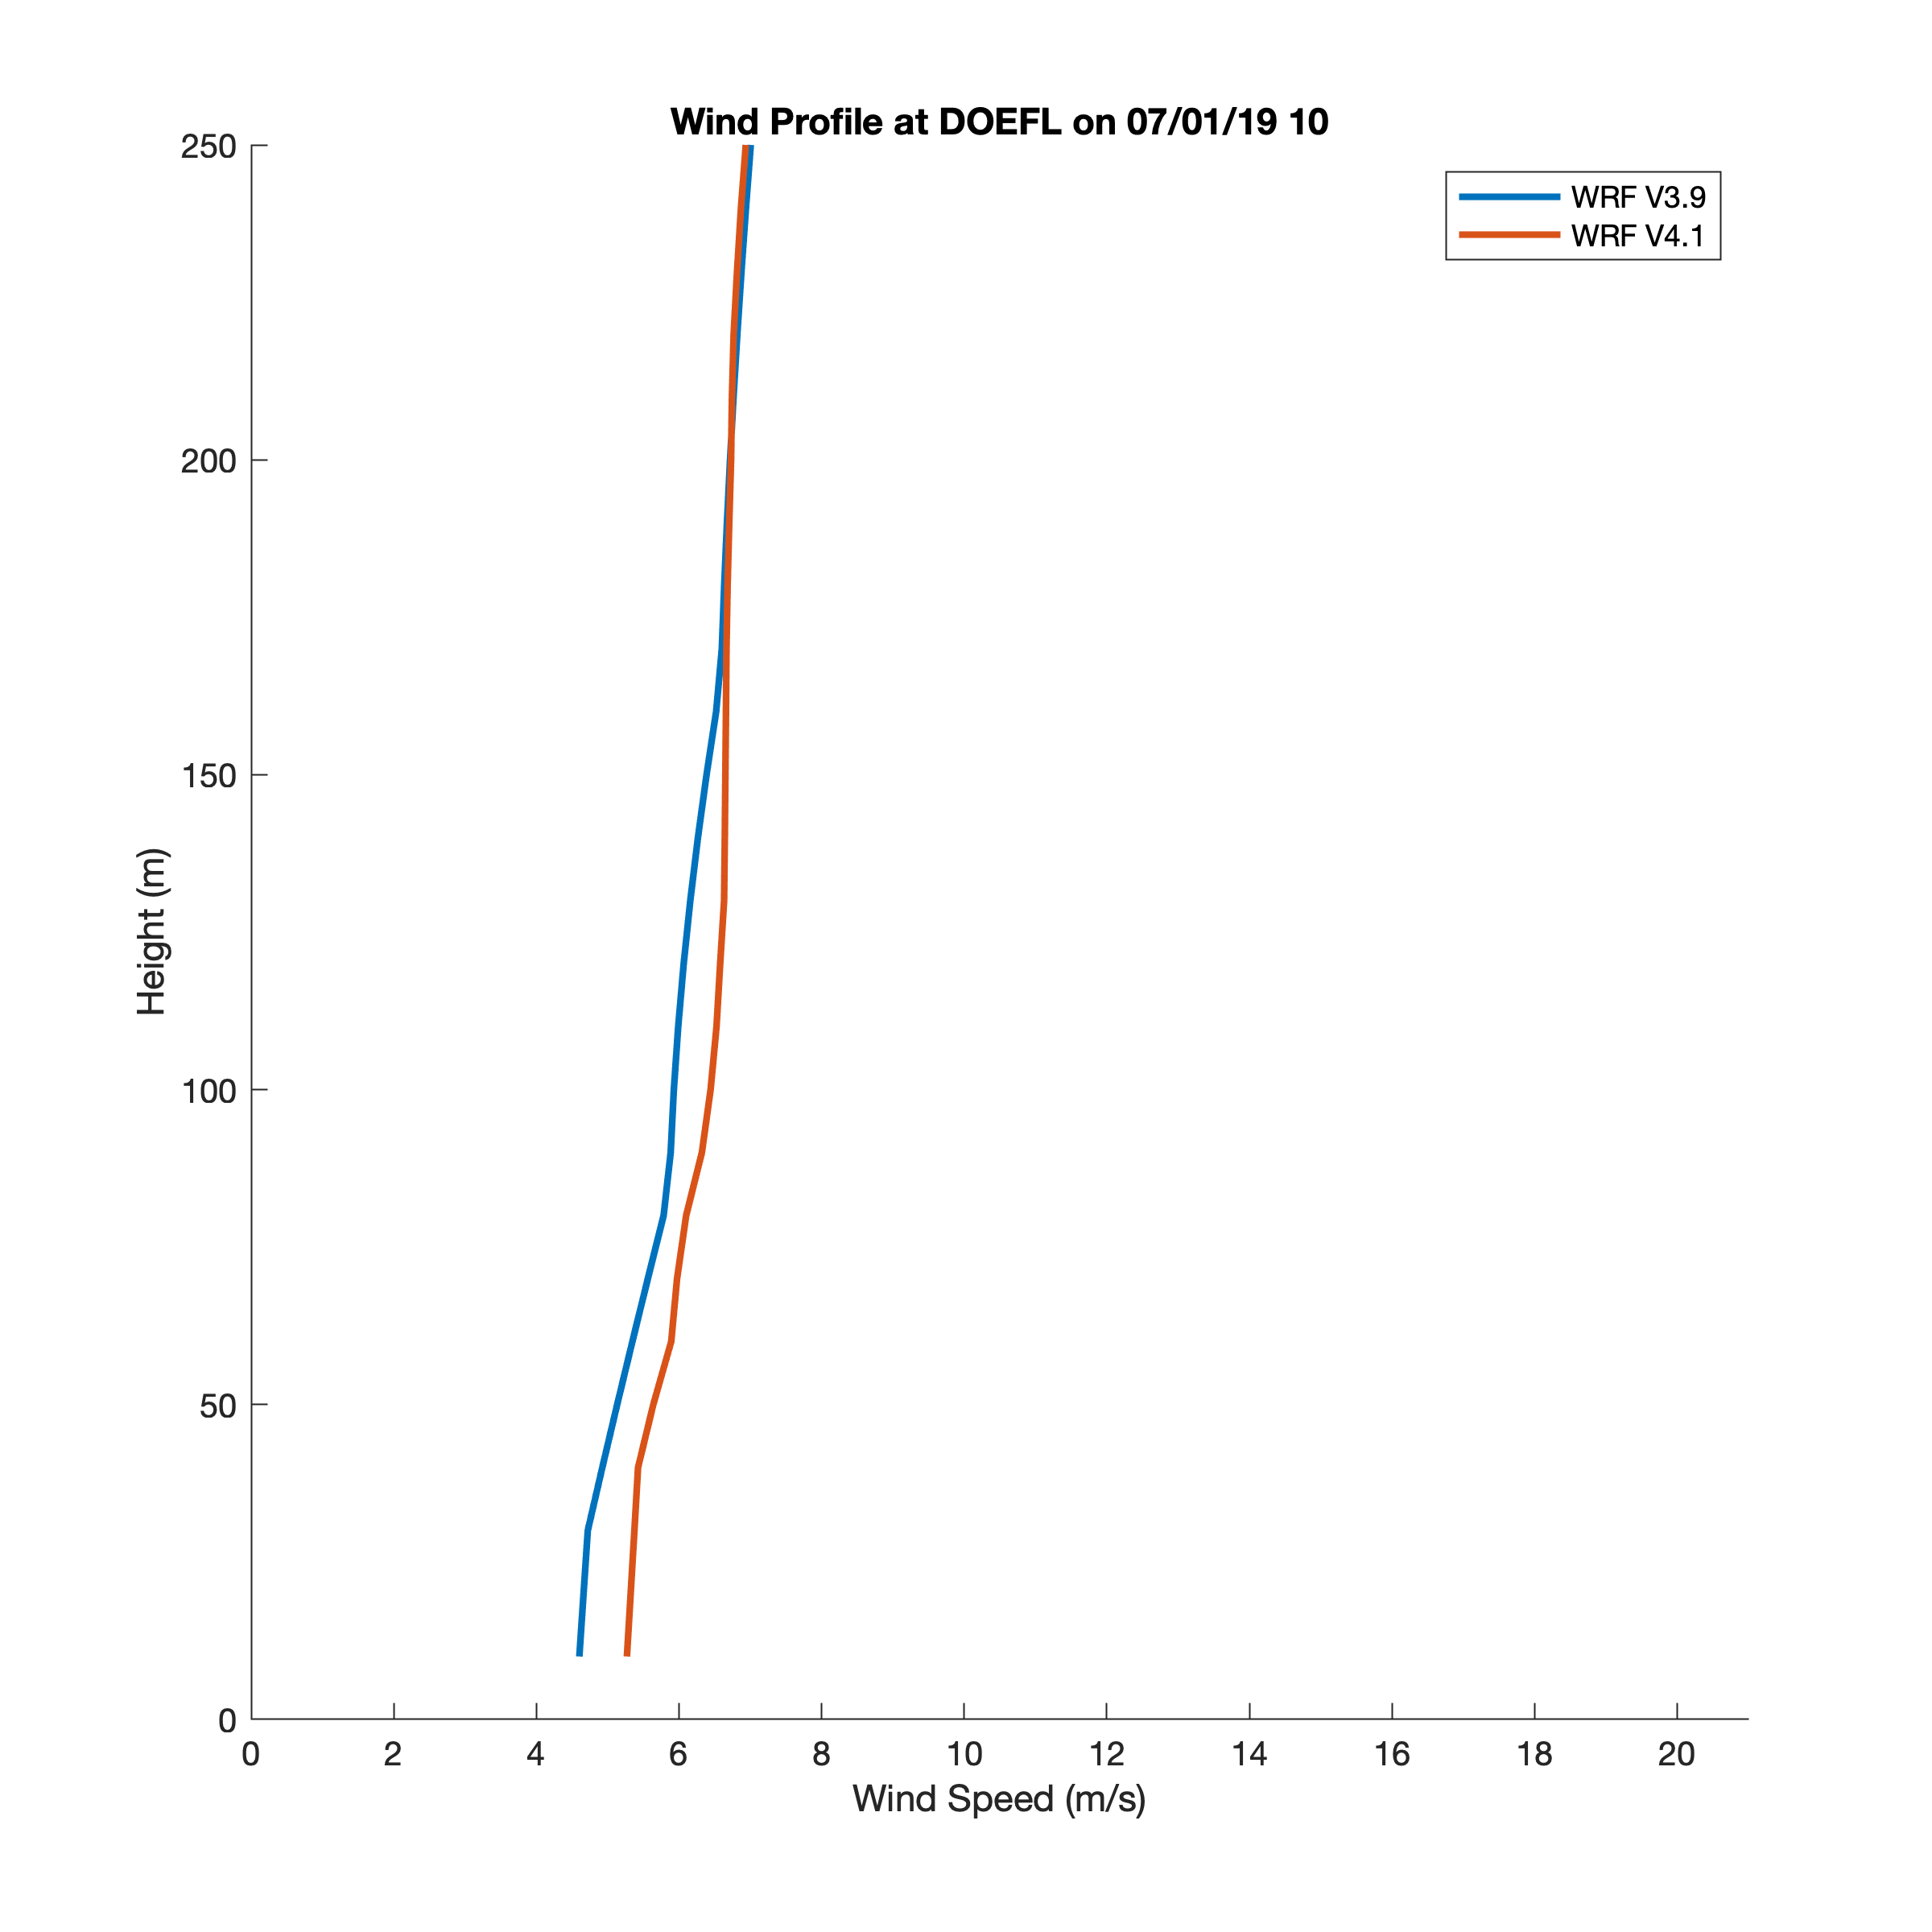 Wind Profile at DOEFL on 07/01/19 10
WRF V3.9
WRF V4.1
250
200
150
100
50
0
Height (m)
0 2 4 6 8 10 12 14 16 18 20
Wind Speed (m/s)